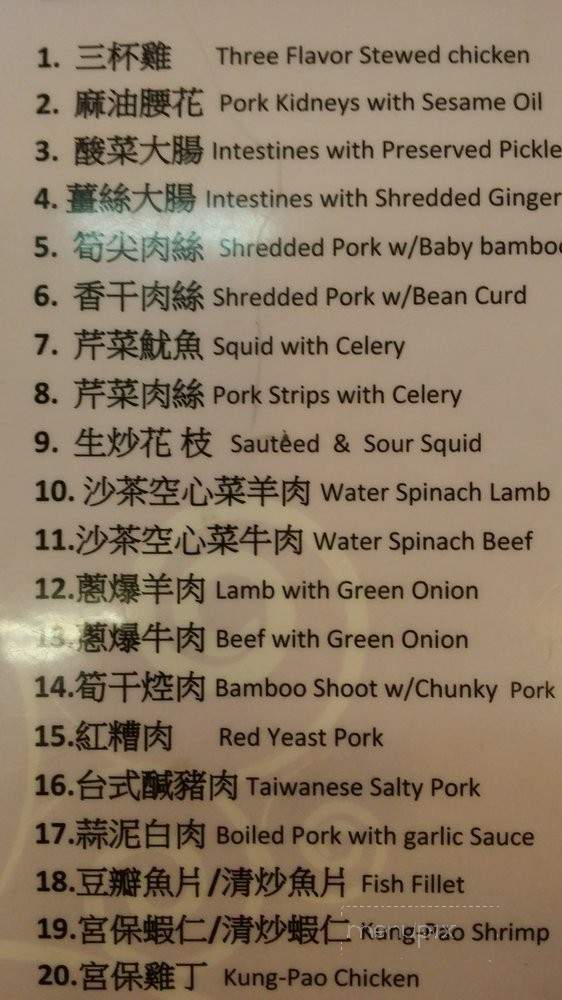 1. 三杯雞 Three Flavor Stewed chicken
2. 麻油腰花 Pork Kidneys with Sesame Oil
3. 酸菜大腸 Intestines with Preserved Pickle
4. 薑絲大腸 Intestines with Shredded Ginger
5. 筍尖肉絲 Shredded Pork w/Baby bamboo
6. 香干肉絲 Shredded Pork w/Bean Curd
7. 芹菜魷魚 Squid with Celery
8. 芹菜肉絲 Pork Strips with Celery
9. 生炒花 枝 Sauteed & Sour Squid
10. 沙茶空心菜羊肉 Water Spinach Lamb
11.沙茶空心菜牛肉 Water Spinach Beef
12.蔥爆羊肉 Lamb with Green Onion
13.蔥爆牛肉 Beef with Green Onion
14.筍干焢肉 Bamboo Shoot w/Chunky Pork
15.紅糟肉 Red Yeast Pork
16.台式鹹豬肉 Taiwanese Salty Pork
17.蒜泥白肉 Boiled Pork with garlic Sauce
18.豆瓣魚片/清炒魚片 Fish Fillet
19.宮保蝦仁/清炒蝦仁 Kung-Pao Shrimp
menupix
20.宮保雞丁 Kung-Pao Chicken